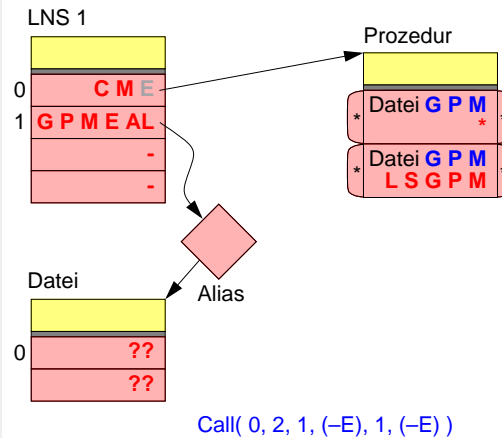 LNS 1
0 C M E
1 G P M E AL
-
-
Prozedur
* Datei G P M *
*
* Datei G P M *
L S G P M
Alias
Datei
0 ??
??
Call( 0, 2, 1, (–E), 1, (–E) )